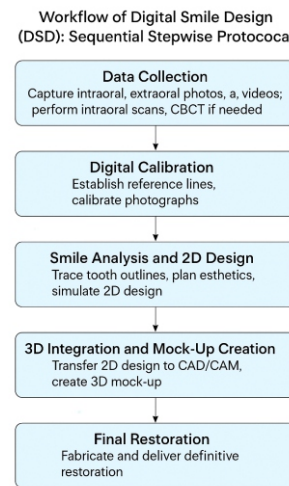 Workflow of Digital Smile Design
(DSD): Sequential Stepwise Protococa
Data Collection
Capture intraoral, extraoral photos, a, videos;
perform intraoral scans, CBCT if needed
Digital Calibration
Establish reference lines,
calibrate photographs
Smile Analysis and 2D Design
Trace tooth outlines, plan esthetics,
simulate 2D design
3D Integration and Mock-Up Creation
Transfer 2D design to CAD/CAM,
create 3D mock-up
Final Restoration
Fabricate and deliver definitive
restoration